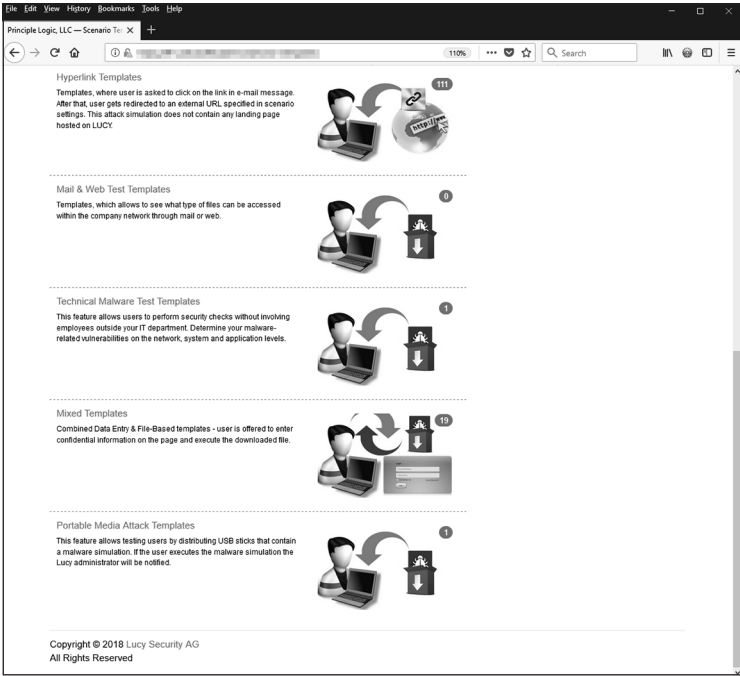 File Edit View History Bookmarks Tools Help
Principle Logic, LLC — Scenario Ter
110%
Search
Hyperlink Templates
111
Templates, where user is asked to click on the link in e-mail message.
After that, user gets redirected to an external URL specified in scenario
settings. This attack simulation does not contain any landing page
hosted on LUCY.
http://www
Mail & Web Test Templates
0
Templates, which allows to see what type of files can be accessed
within the company network through mail or web.
Technical Malware Test Templates
1
This feature allows users to perform security checks without involving
employees outside your IT department. Determine your malware-
related vulnerabilities on the network, system and application levels.
Mixed Templates
19
Combined Data Entry & File-Based templates - user is offered to enter
confidential information on the page and execute the downloaded file.
Portable Media Attack Templates
1
This feature allows testing users by distributing USB sticks that contain
a malware simulation. If the user executes the malware simulation the
Lucy administrator will be notified.
Copyright © 2018 Lucy Security AG
All Rights Reserved